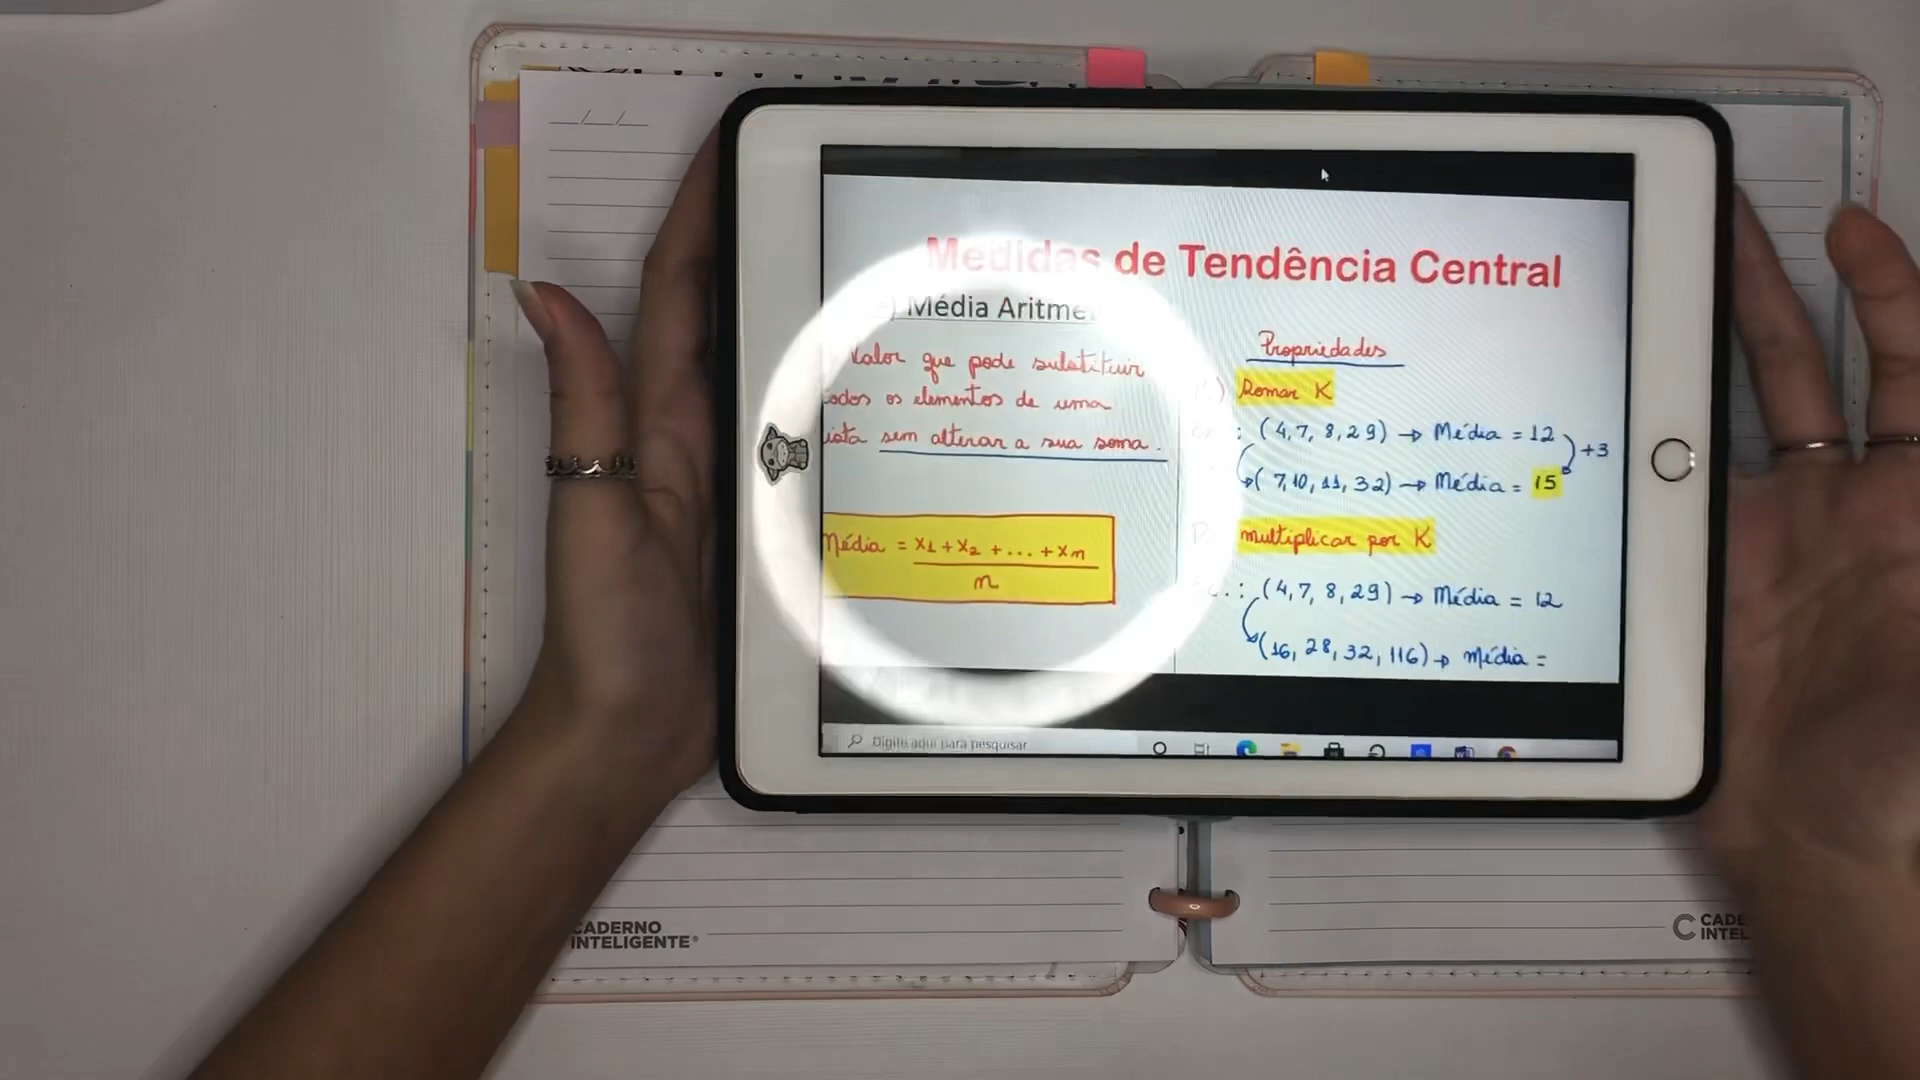 Medidas de Tendência Central
Média Aritmé
Valor que pode substituir
todos os elementos de uma
lista sem alterar a sua soma.
Média = x1 + x2 + ... + xn
n
Propriedades
Somar K
: (4, 7, 8, 29) → Média = 12
+3
(7, 10, 11, 32) → Média = 15
multiplicar por K
: (4, 7, 8, 29) → Média = 12
(16, 28, 32, 116) → Média =
Digite aqui para pesquisar
CADERNO
INTELIGENTE®
CADE
INTEL